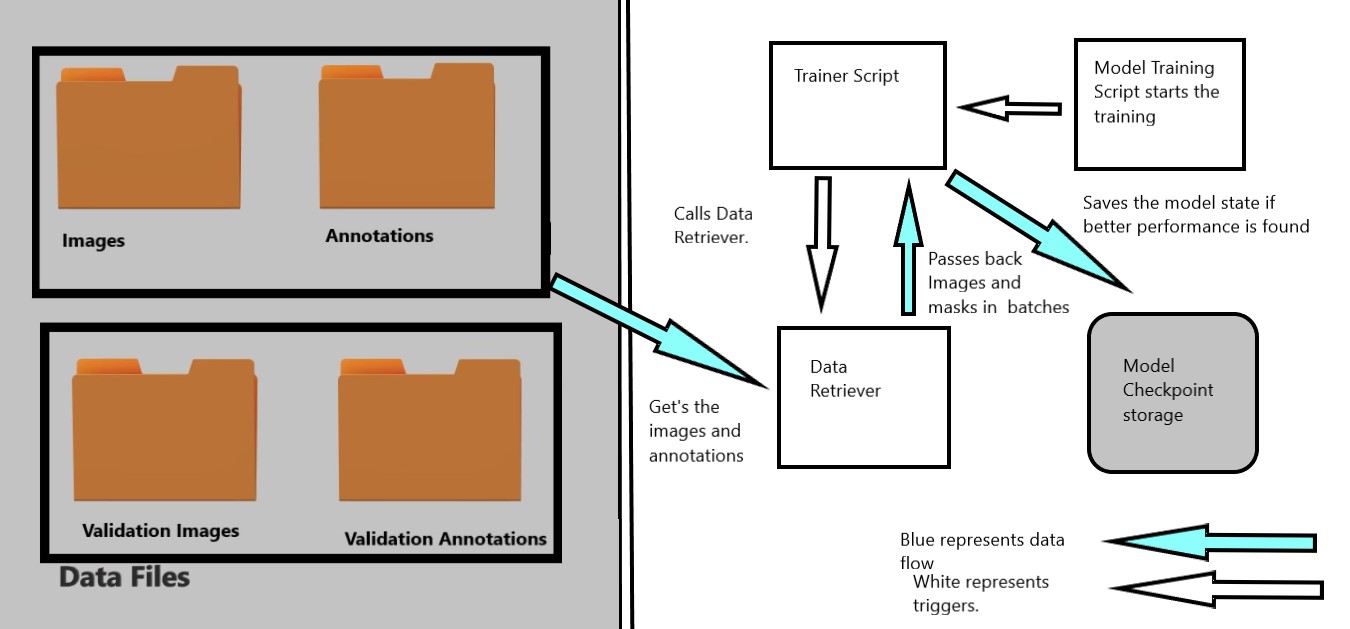 Images
Annotations
Validation Images
Validation Annotations
Data Files
Trainer Script
Model Training
Script starts the
training
Calls Data
Retriever.
Passes back
Images and
masks in batches
Saves the model state if
better performance is found
Get's the
images and
annotations
Data
Retriever
Model
Checkpoint
storage
Blue represents data
flow
White represents
triggers.